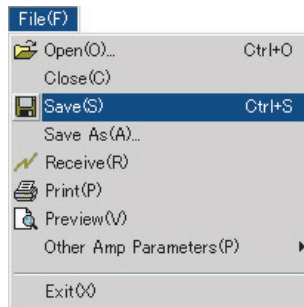 File(F)
Open(O)... Ctrl+O
Close(C)
Save(S) Ctrl+S
Save As(A)...
Receive(R)
Print(P)
Preview(V)
Other Amp Parameters(P)
Exit(X)